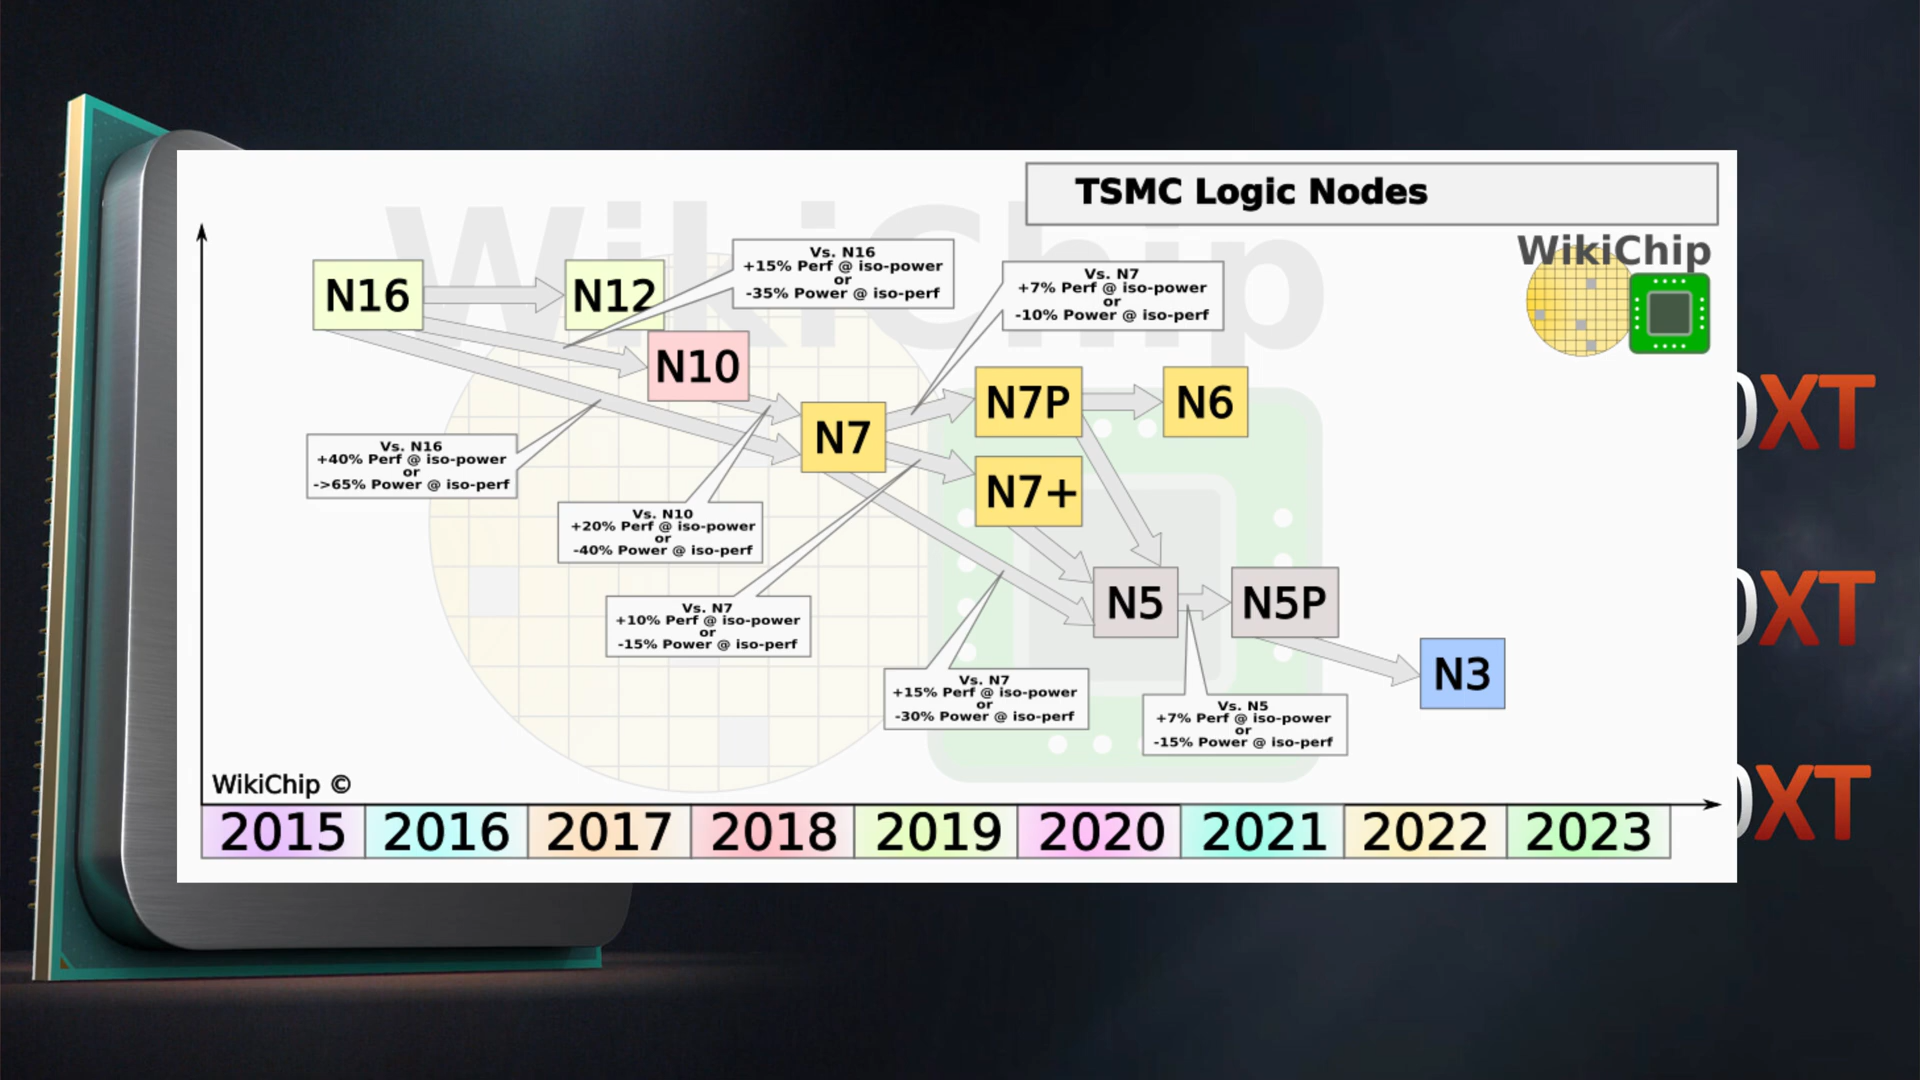 TSMC Logic Nodes
WikiChip
WikiChip
N16
N12
N10
N7
N7P
N6
N7+
N5
N5P
N3
Vs. N16
+15% Perf @ iso-power
or
-35% Power @ iso-perf
Vs. N7
+7% Perf @ iso-power
or
-10% Power @ iso-perf
Vs. N16
+40% Perf @ iso-power
or
->65% Power @ iso-perf
Vs. N10
+20% Perf @ iso-power
or
-40% Power @ iso-perf
Vs. N7
+10% Perf @ iso-power
or
-15% Power @ iso-perf
Vs. N7
+15% Perf @ iso-power
or
-30% Power @ iso-perf
Vs. N5
+7% Perf @ iso-power
or
-15% Power @ iso-perf
WikiChip ©
2015 2016 2017 2018 2019 2020 2021 2022 2023
0XT
0XT
0XT